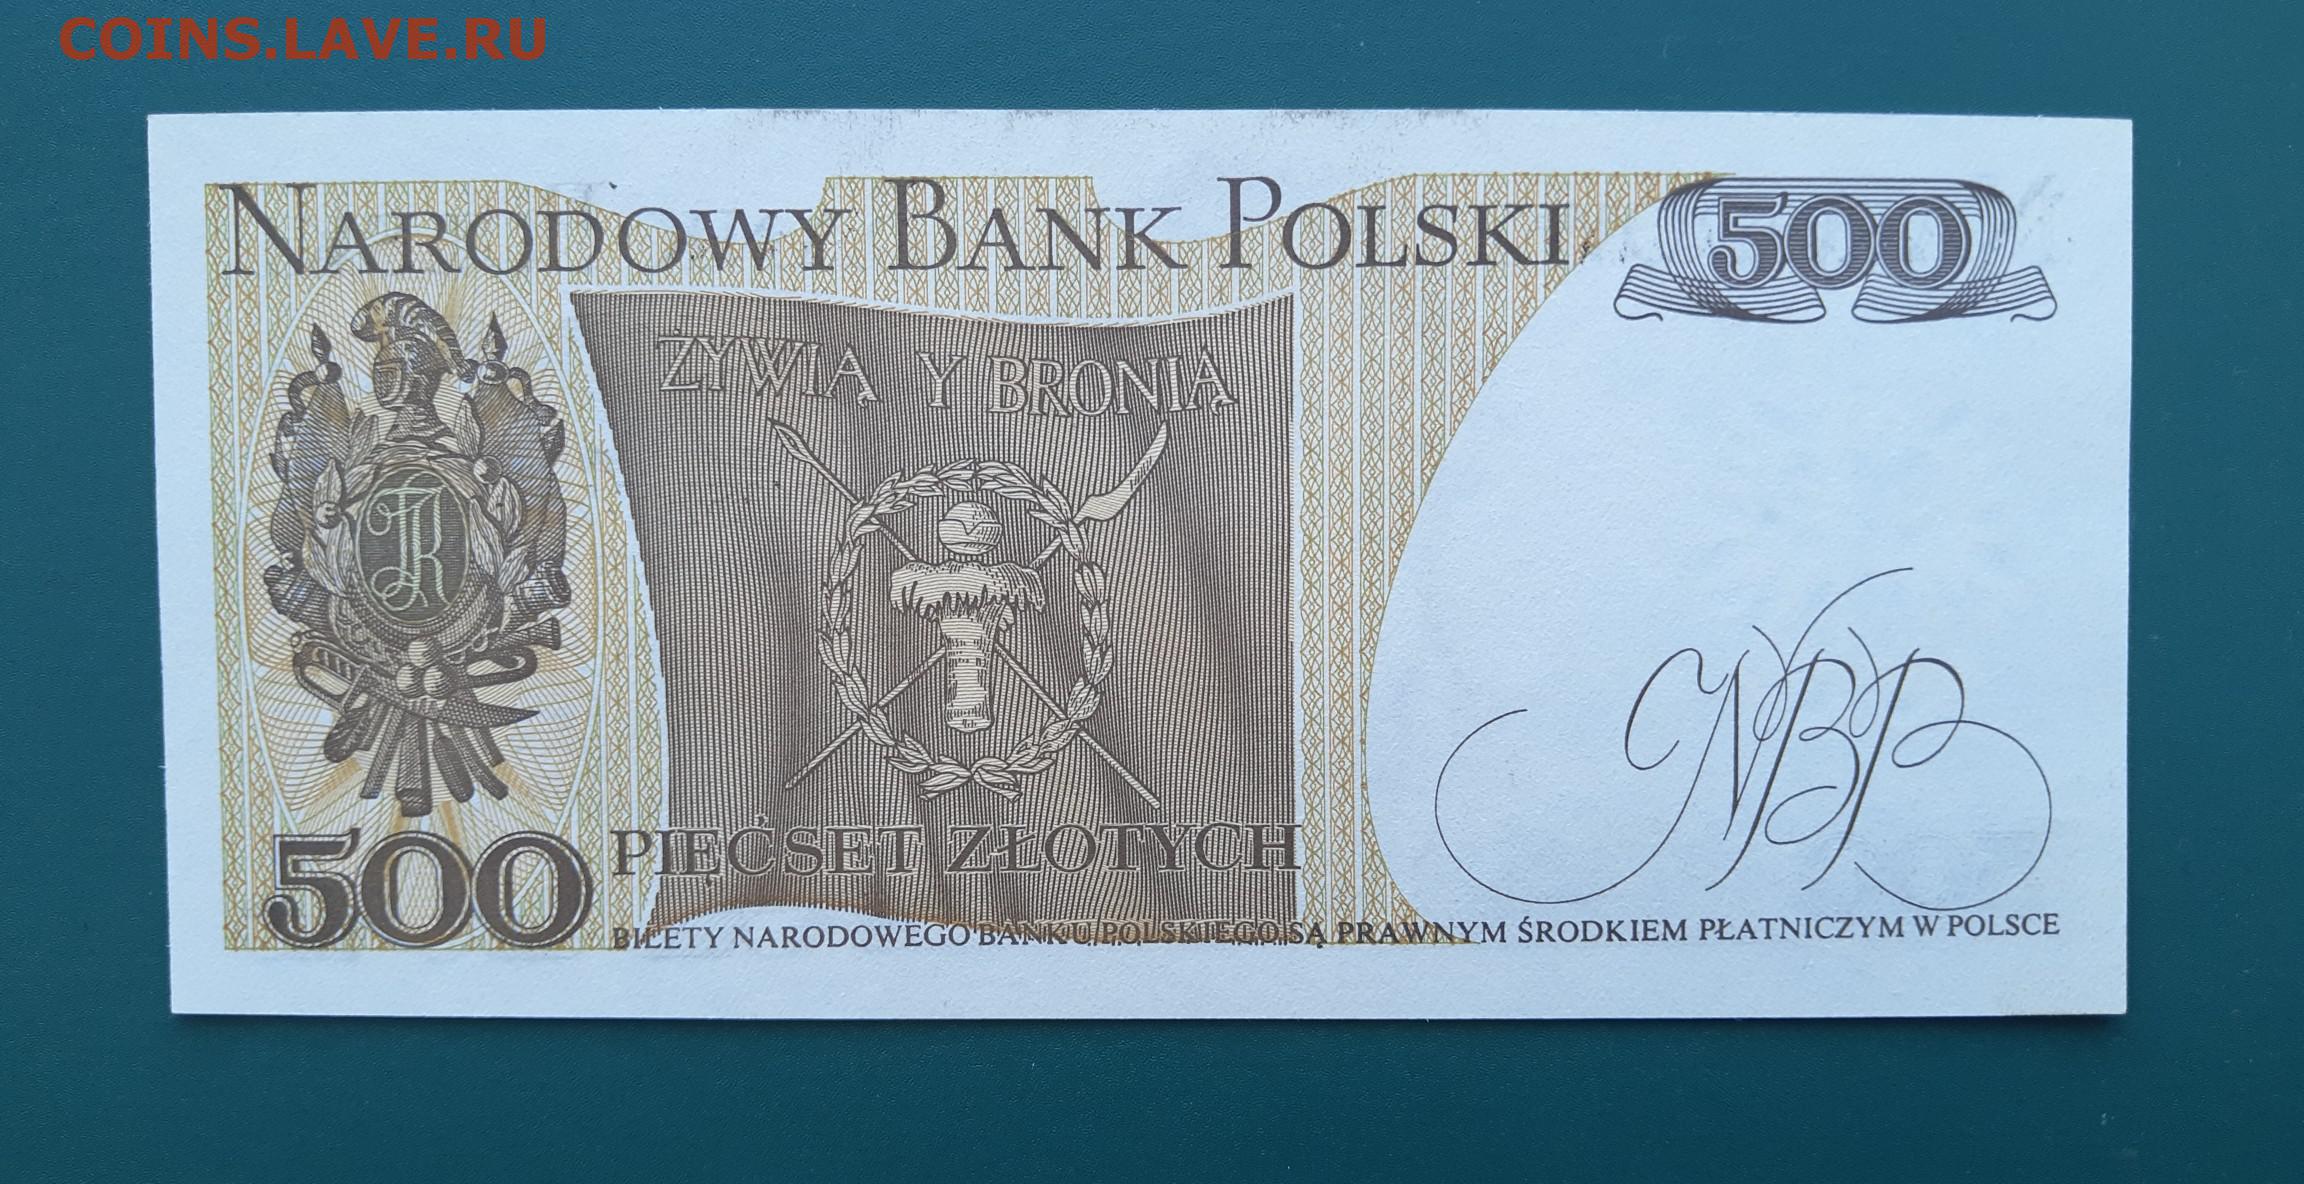 COINS.LAVE.RU
NARODOWY BANK POLSKI
500
ŻYWIĄ Y BRONIĄ
TK
NBP
500
PIĘĆSET ZŁOTYCH
BILETY NARODOWEGO BANKU POLSKIEGO SĄ PRAWNYM ŚRODKIEM PŁATNICZYM W POLSCE